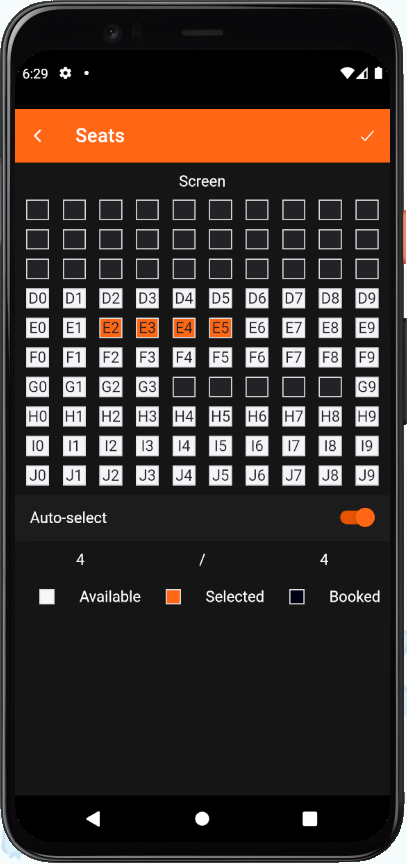 6:29
Seats
Screen
D0 D1 D2 D3 D4 D5 D6 D7 D8 D9
E0 E1 E2 E3 E4 E5 E6 E7 E8 E9
F0 F1 F2 F3 F4 F5 F6 F7 F8 F9
G0 G1 G2 G3 G9
H0 H1 H2 H3 H4 H5 H6 H7 H8 H9
I0 I1 I2 I3 I4 I5 I6 I7 I8 I9
J0 J1 J2 J3 J4 J5 J6 J7 J8 J9
Auto-select
4 / 4
Available Selected Booked